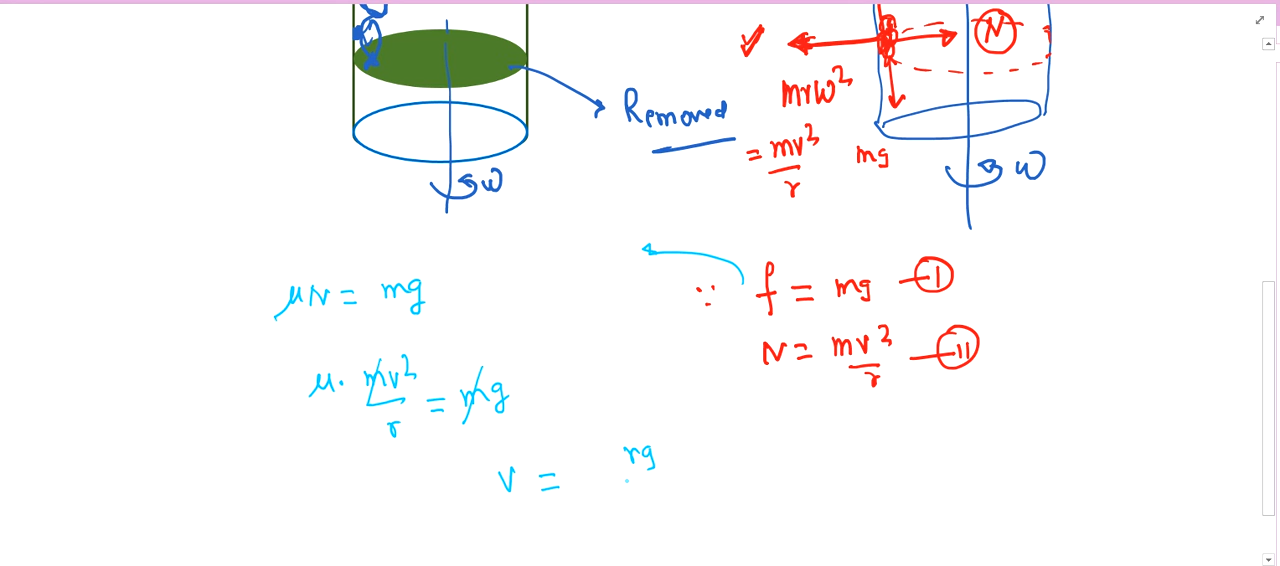 N
mrω²
Removed
= mv²/r
mg
ω
ω
μN = mg
∵ f = mg — I
N = mv²/r — II
μ. mv²/r = mg
v = rg